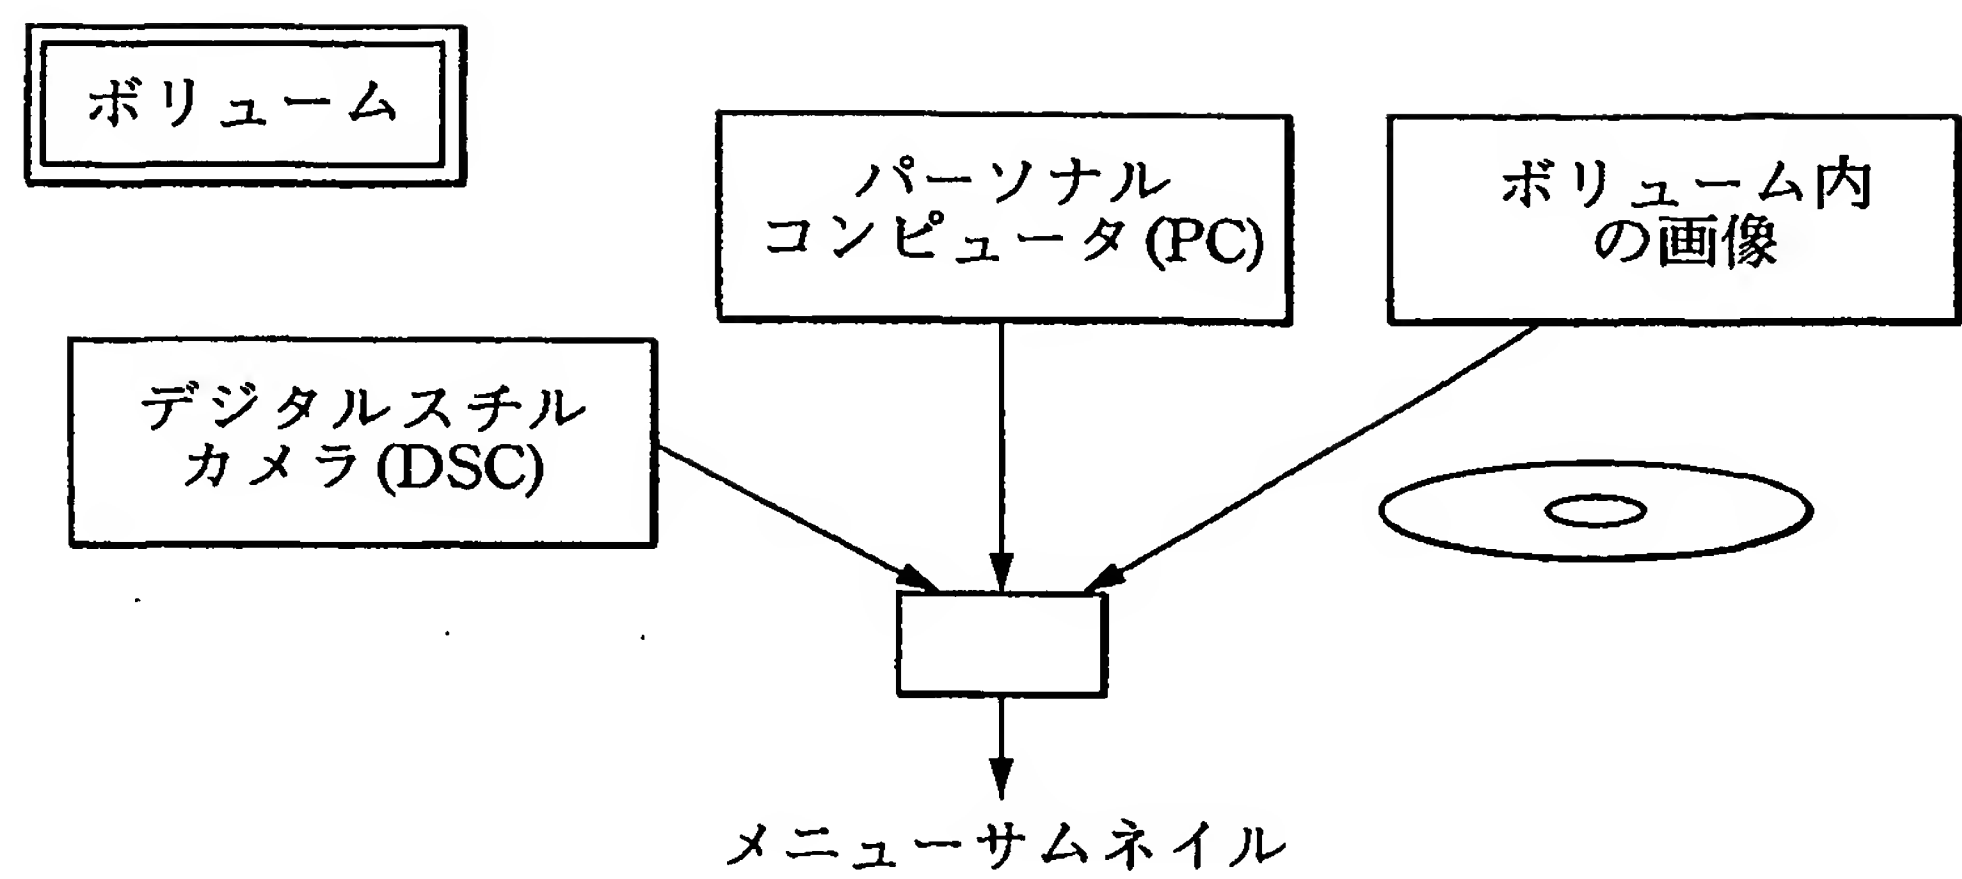 ボリューム
パーソナル
コンピュータ(PC)
ボリューム内
の画像
デジタルスチル
カメラ(DSC)
メニューサムネイル